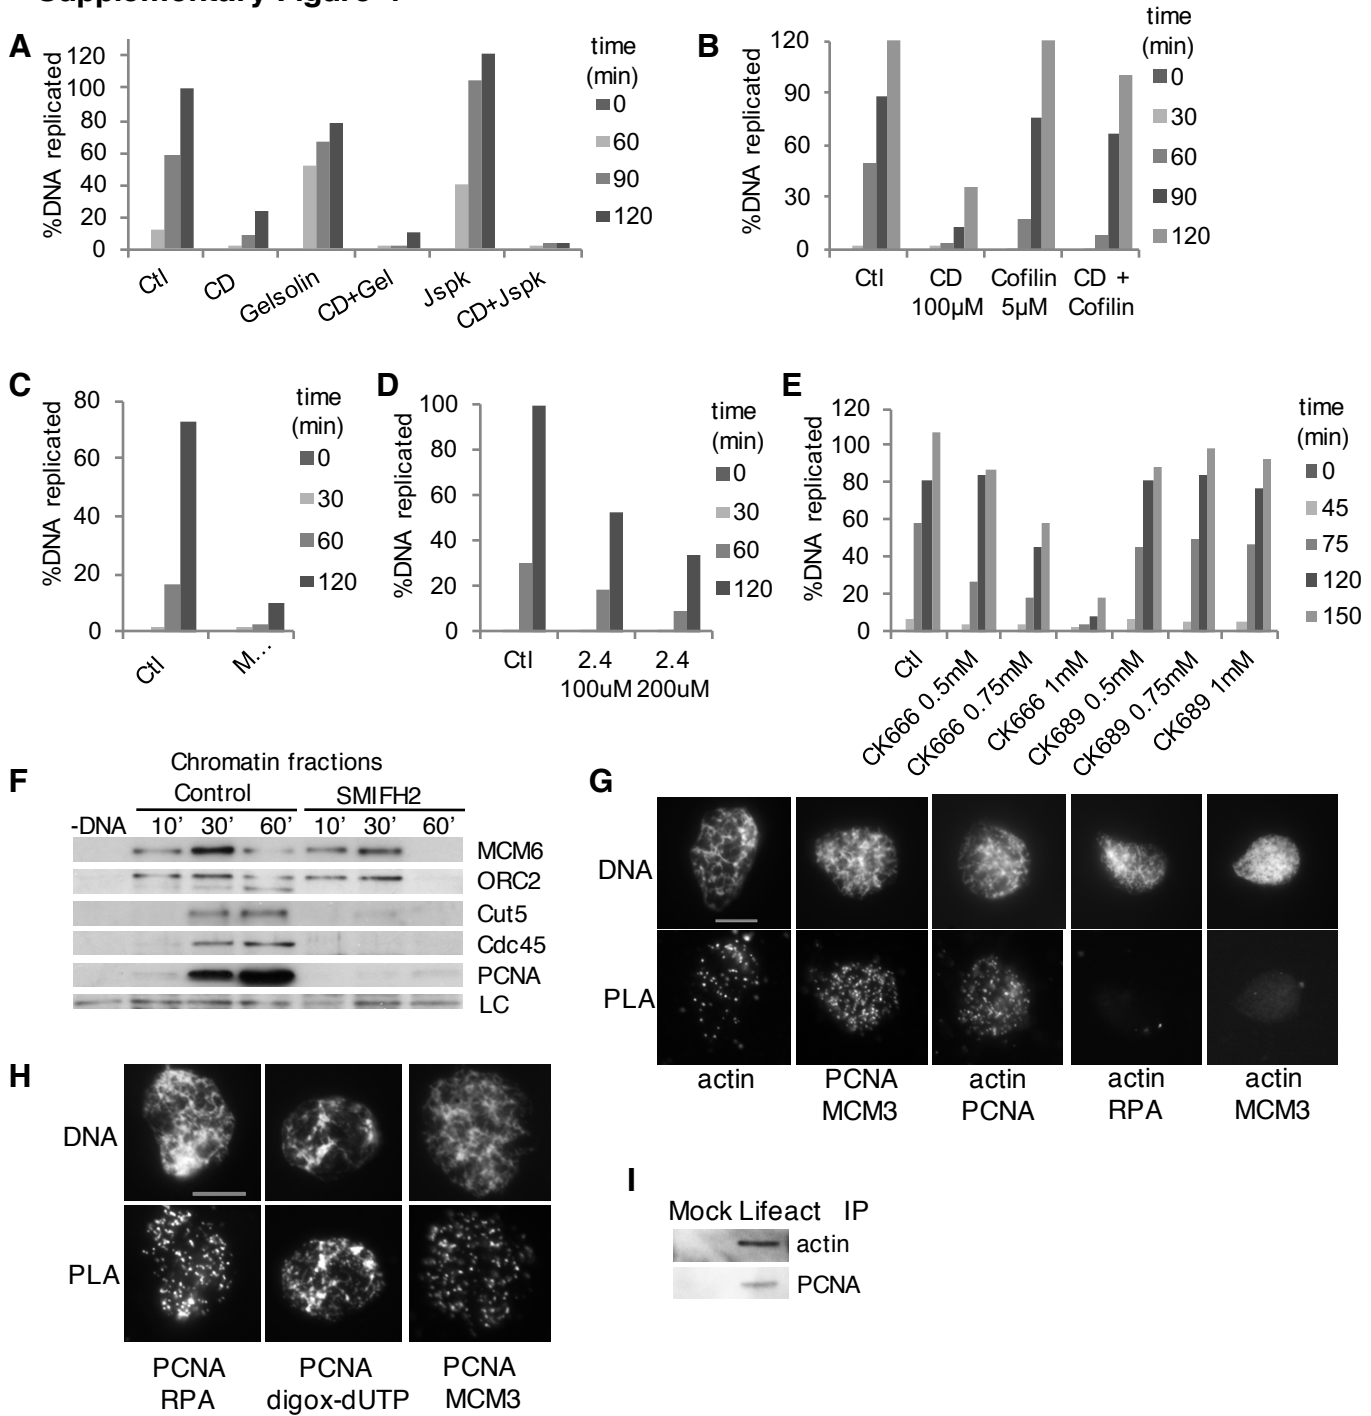 A
%DNA replicated
120
100
80
60
40
20
0
Ctl
CD
Gelsolin
CD+Gel
Jspk
CD+Jspk
time
(min)
0
60
90
120
B
%DNA replicated
120
90
60
30
0
Ctl
CD
100µM
Cofilin
5µM
CD +
Cofilin
time
(min)
0
30
60
90
120
C
%DNA replicated
80
60
40
20
0
Ctl
M...
time
(min)
0
30
60
120
D
%DNA replicated
100
80
60
40
20
0
Ctl
2.4
100uM
2.4
200uM
time
(min)
0
30
60
120
E
%DNA replicated
120
100
80
60
40
20
0
Ctl
CK666 0.5mM
CK666 0.75mM
CK666 1mM
CK689 0.5mM
CK689 0.75mM
CK689 1mM
time
(min)
0
45
75
120
150
F
Chromatin fractions
Control SMIFH2
-DNA 10’ 30’ 60’ 10’ 30’ 60’
MCM6
ORC2
Cut5
Cdc45
PCNA
LC
G
DNA
PLA
actin
PCNA
MCM3
actin
PCNA
actin
RPA
actin
MCM3
H
DNA
PLA
PCNA
RPA
PCNA
digox-dUTP
PCNA
MCM3
I
Mock Lifeact IP
actin
PCNA